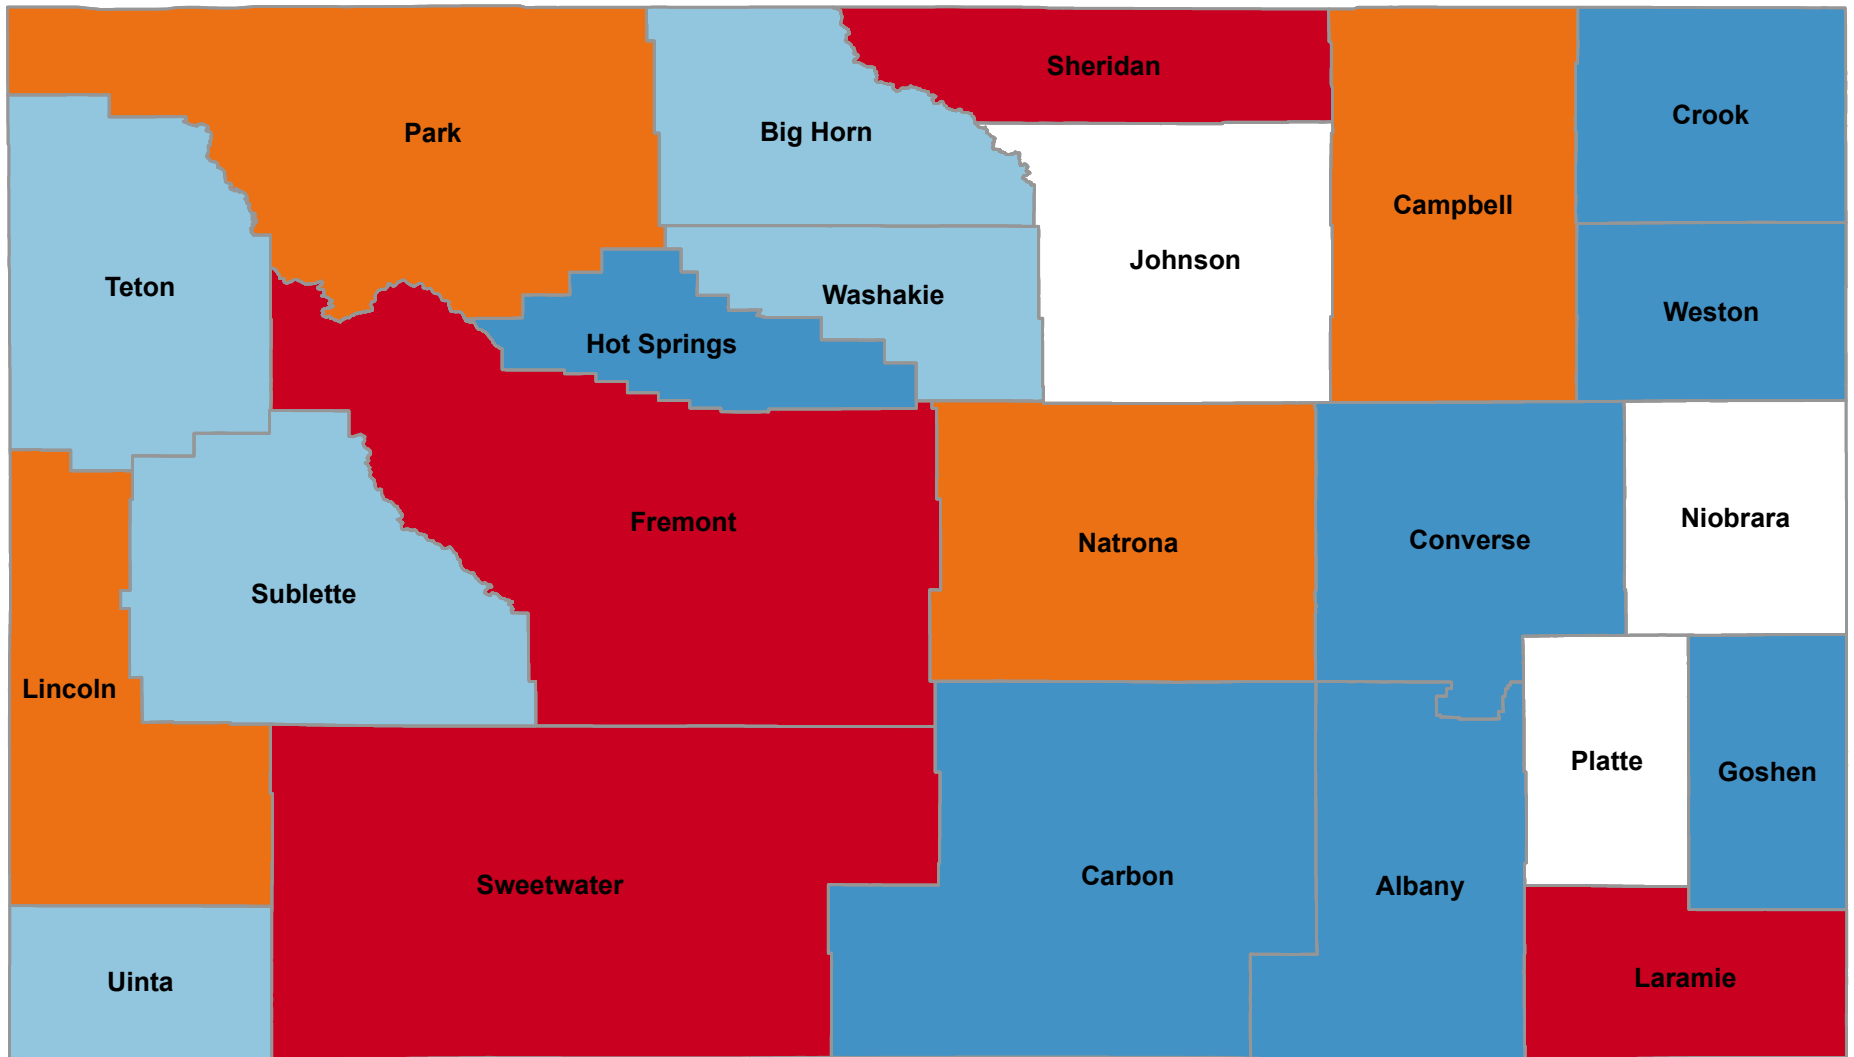 Sheridan
Crook
Park
Big Horn
Campbell
Johnson
Teton
Washakie
Weston
Hot Springs
Niobrara
Fremont
Converse
Natrona
Sublette
Lincoln
Platte
Goshen
Carbon
Sweetwater
Albany
Laramie
Uinta